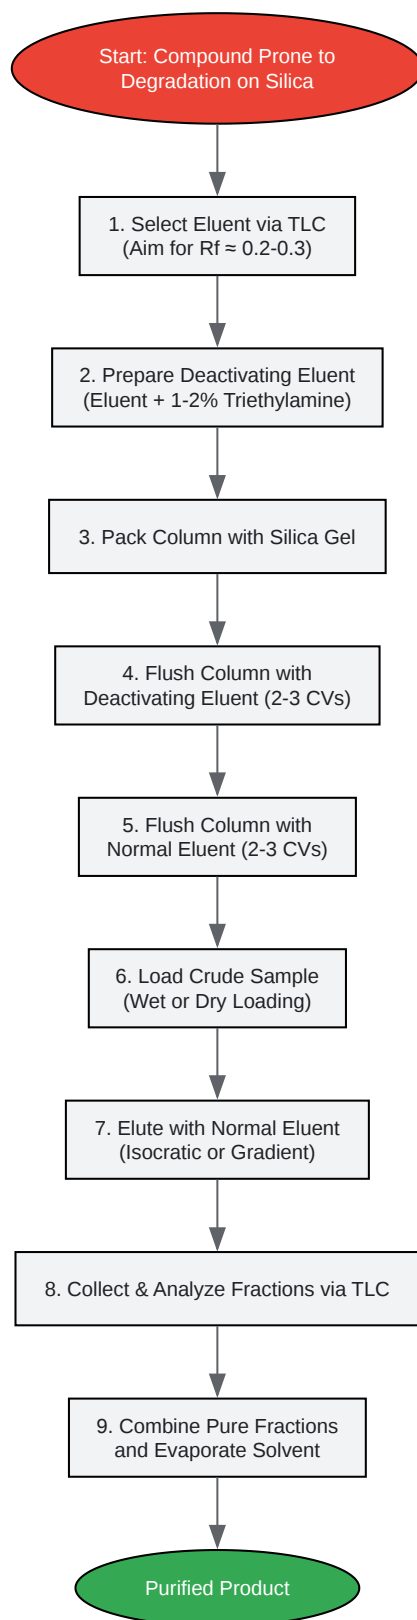 Start: Compound Prone to
Degradation on Silica
1. Select Eluent via TLC
(Aim for Rf ≈ 0.2-0.3)
2. Prepare Deactivating Eluent
(Eluent + 1-2% Triethylamine)
3. Pack Column with Silica Gel
4. Flush Column with
Deactivating Eluent (2-3 CVs)
5. Flush Column with
Normal Eluent (2-3 CVs)
6. Load Crude Sample
(Wet or Dry Loading)
7. Elute with Normal Eluent
(Isocratic or Gradient)
8. Collect & Analyze Fractions via TLC
9. Combine Pure Fractions
and Evaporate Solvent
Purified Product